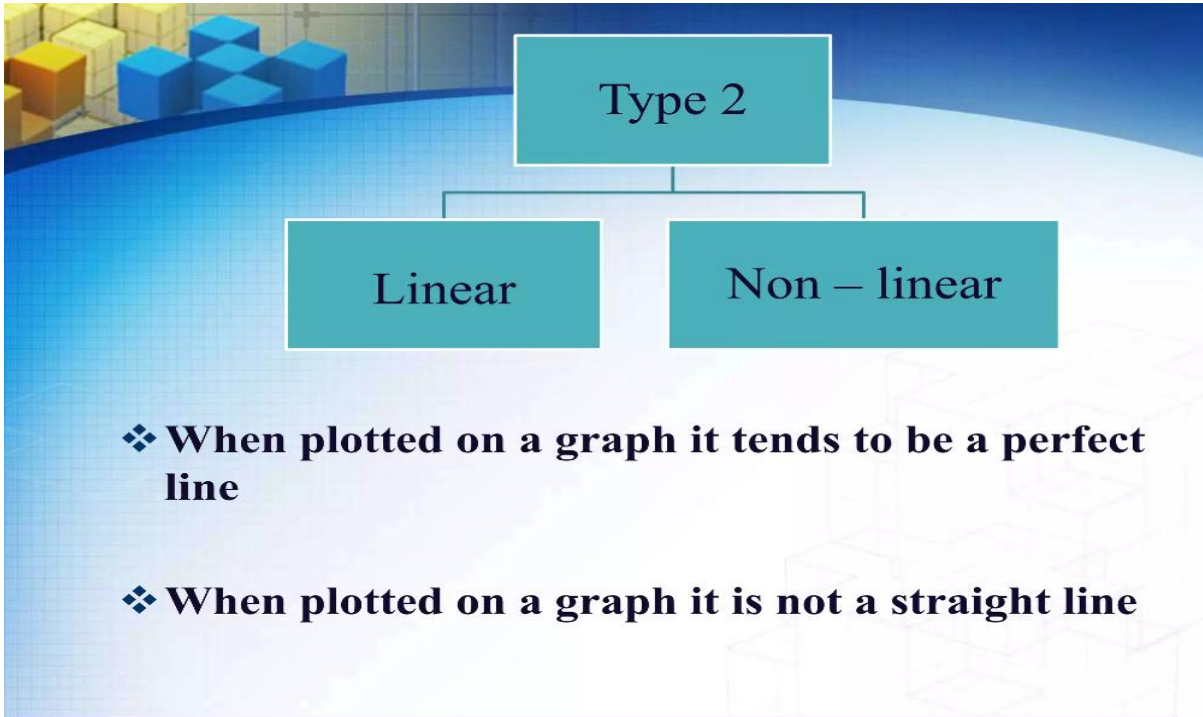 Type 2
Linear
Non – linear
❖ When plotted on a graph it tends to be a perfect
line
❖ When plotted on a graph it is not a straight line